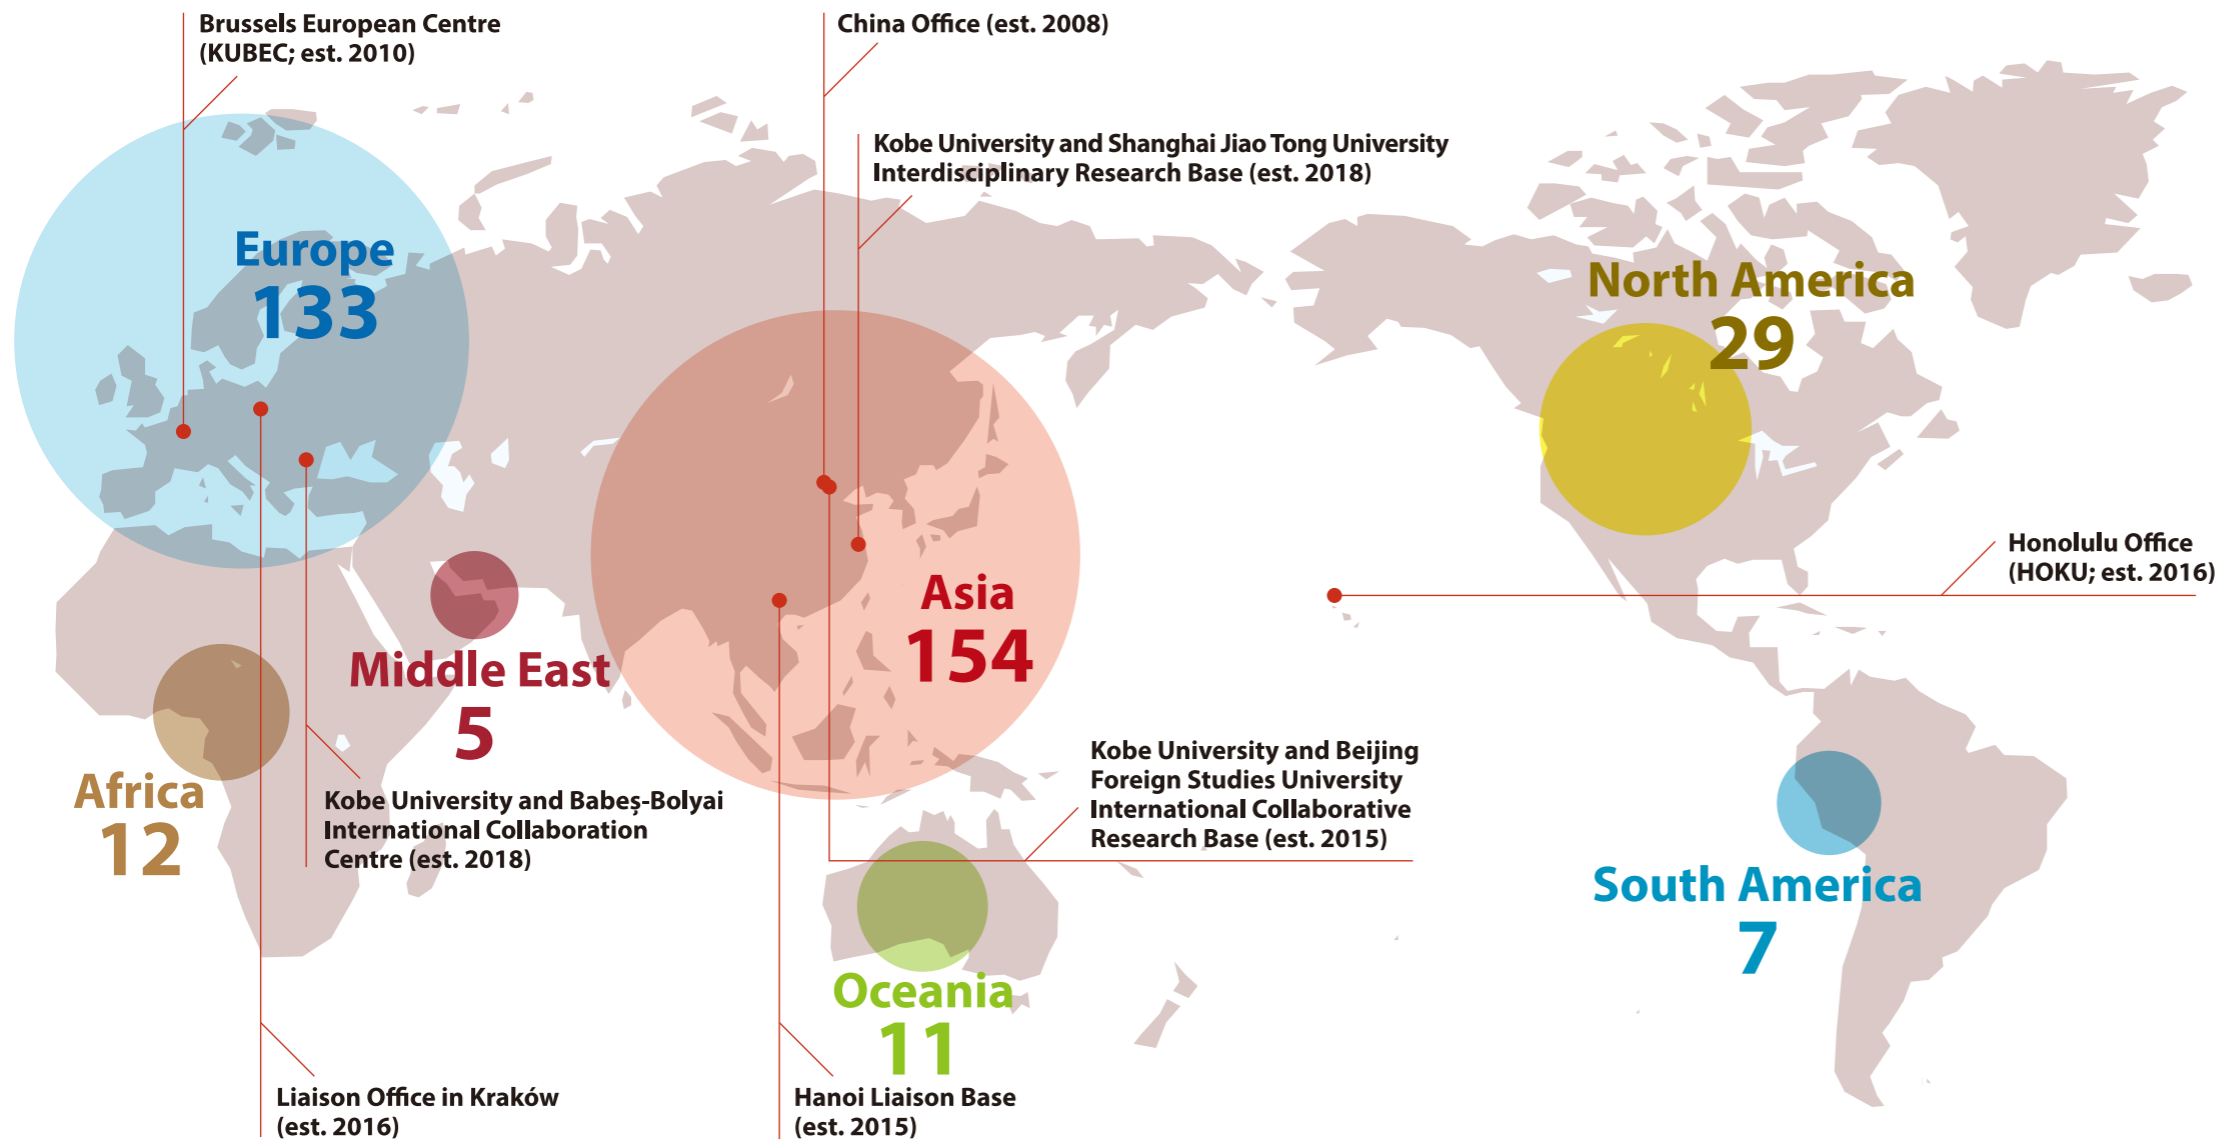 Brussels European Centre
(KUBEC; est. 2010)
China Office (est. 2008)
Kobe University and Shanghai Jiao Tong University
Interdisciplinary Research Base (est. 2018)
Europe
133
North America
29
Honolulu Office
(HOKU; est. 2016)
Asia
154
Middle East
5
Africa
12
Kobe University and Babeș-Bolyai
International Collaboration
Centre (est. 2018)
Kobe University and Beijing
Foreign Studies University
International Collaborative
Research Base (est. 2015)
South America
7
Oceania
11
Liaison Office in Kraków
(est. 2016)
Hanoi Liaison Base
(est. 2015)